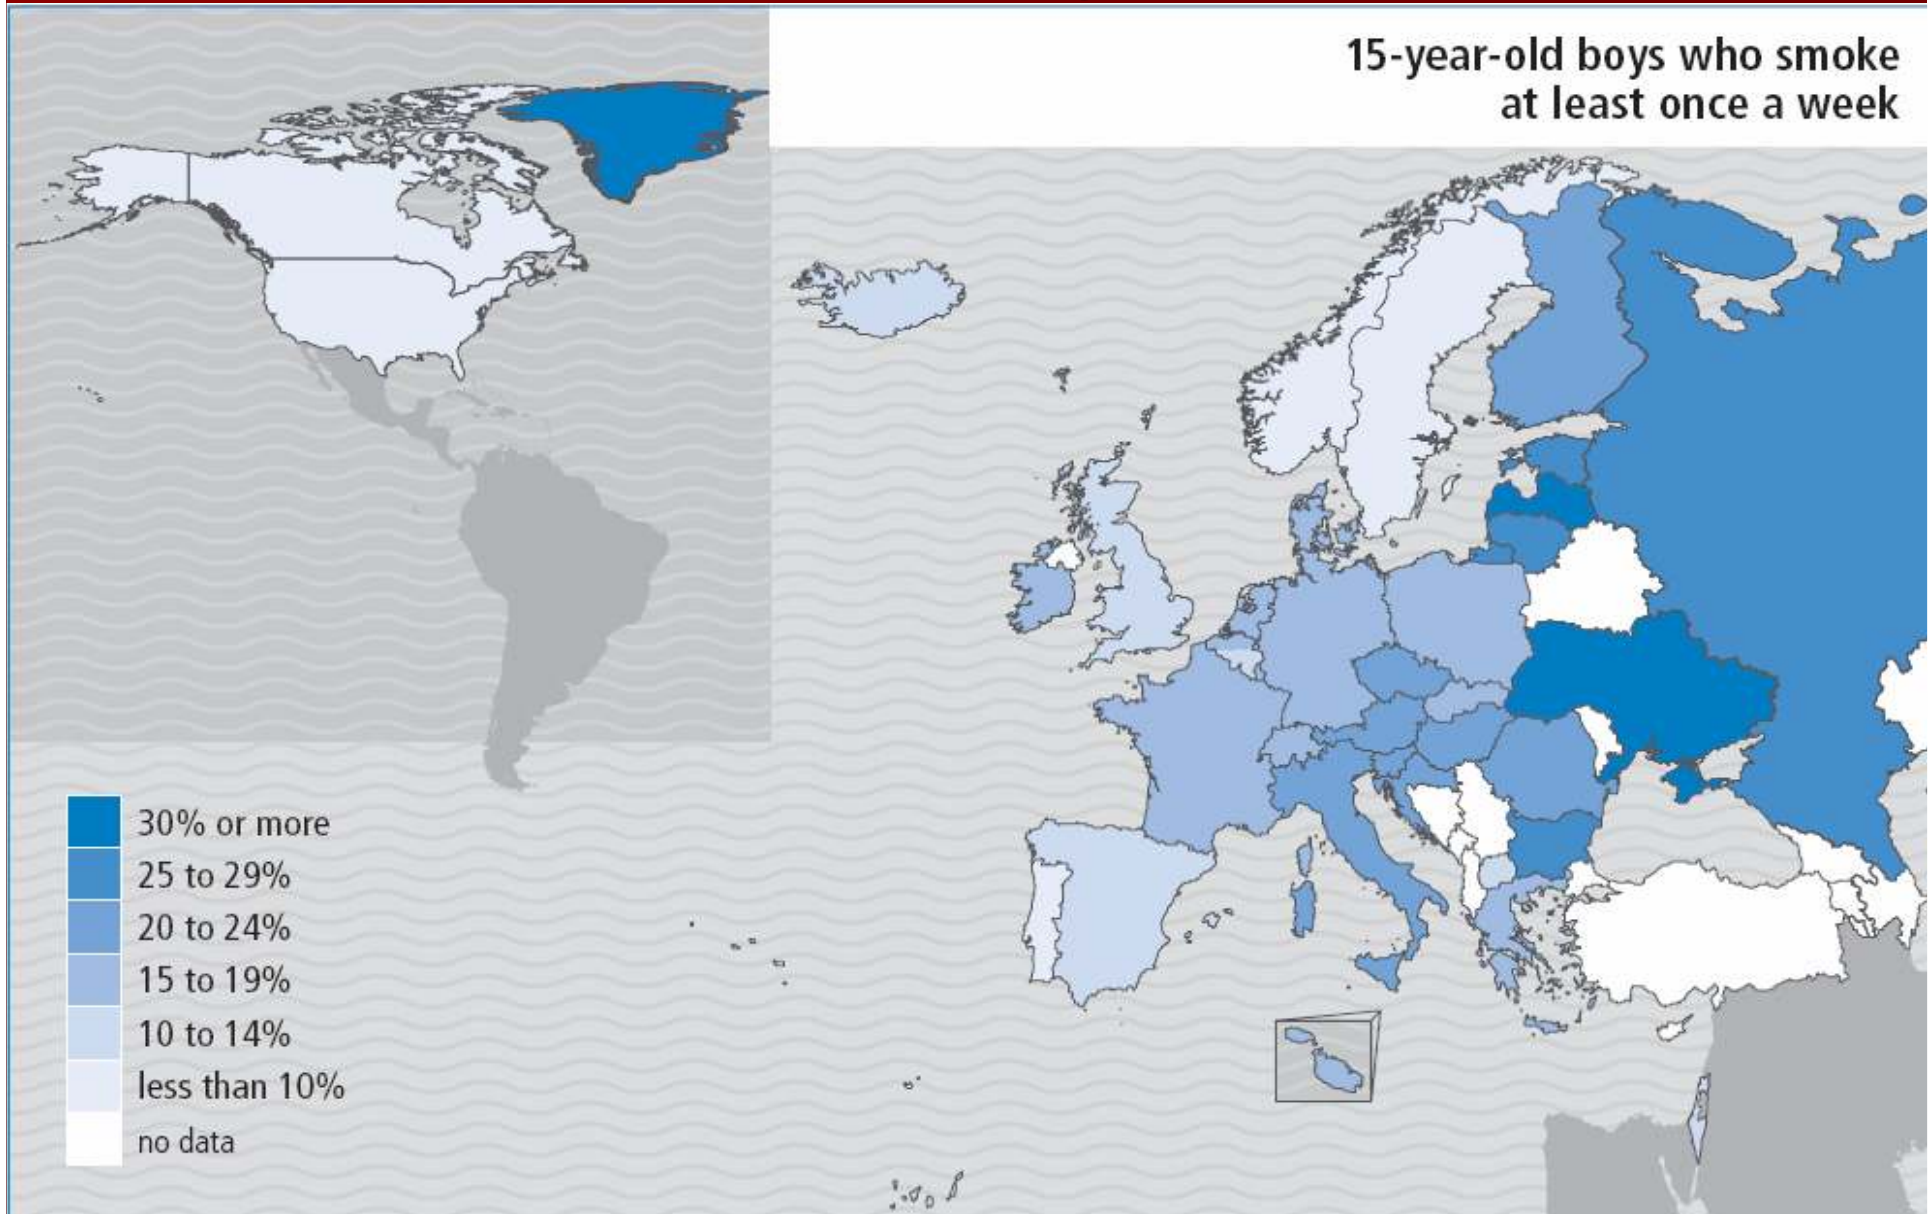 15-year-old boys who smoke
at least once a week
30% or more
25 to 29%
20 to 24%
15 to 19%
10 to 14%
less than 10%
no data